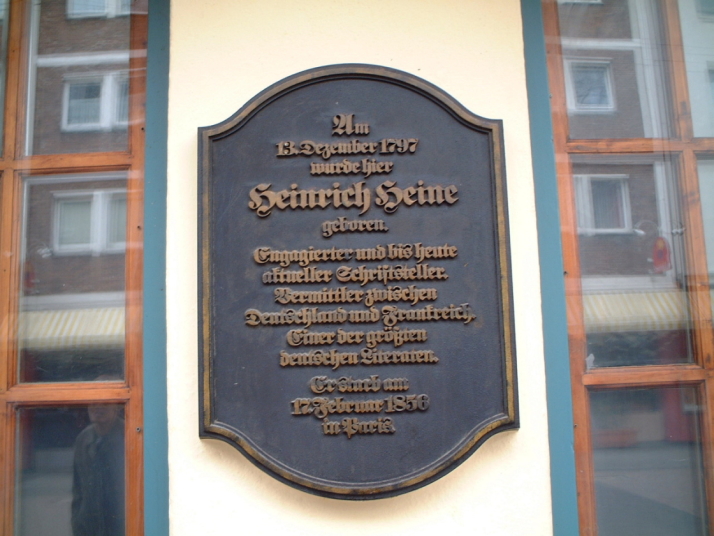 Am
13. Dezember 1797
wurde hier
Heinrich Heine
geboren.
Engagierter und bis heute
aktueller Schriftsteller.
Vermittler zwischen
Deutschland und Frankreich.
Einer der größten
deutschen Literaten.
Er starb am
17. Februar 1856
in Paris